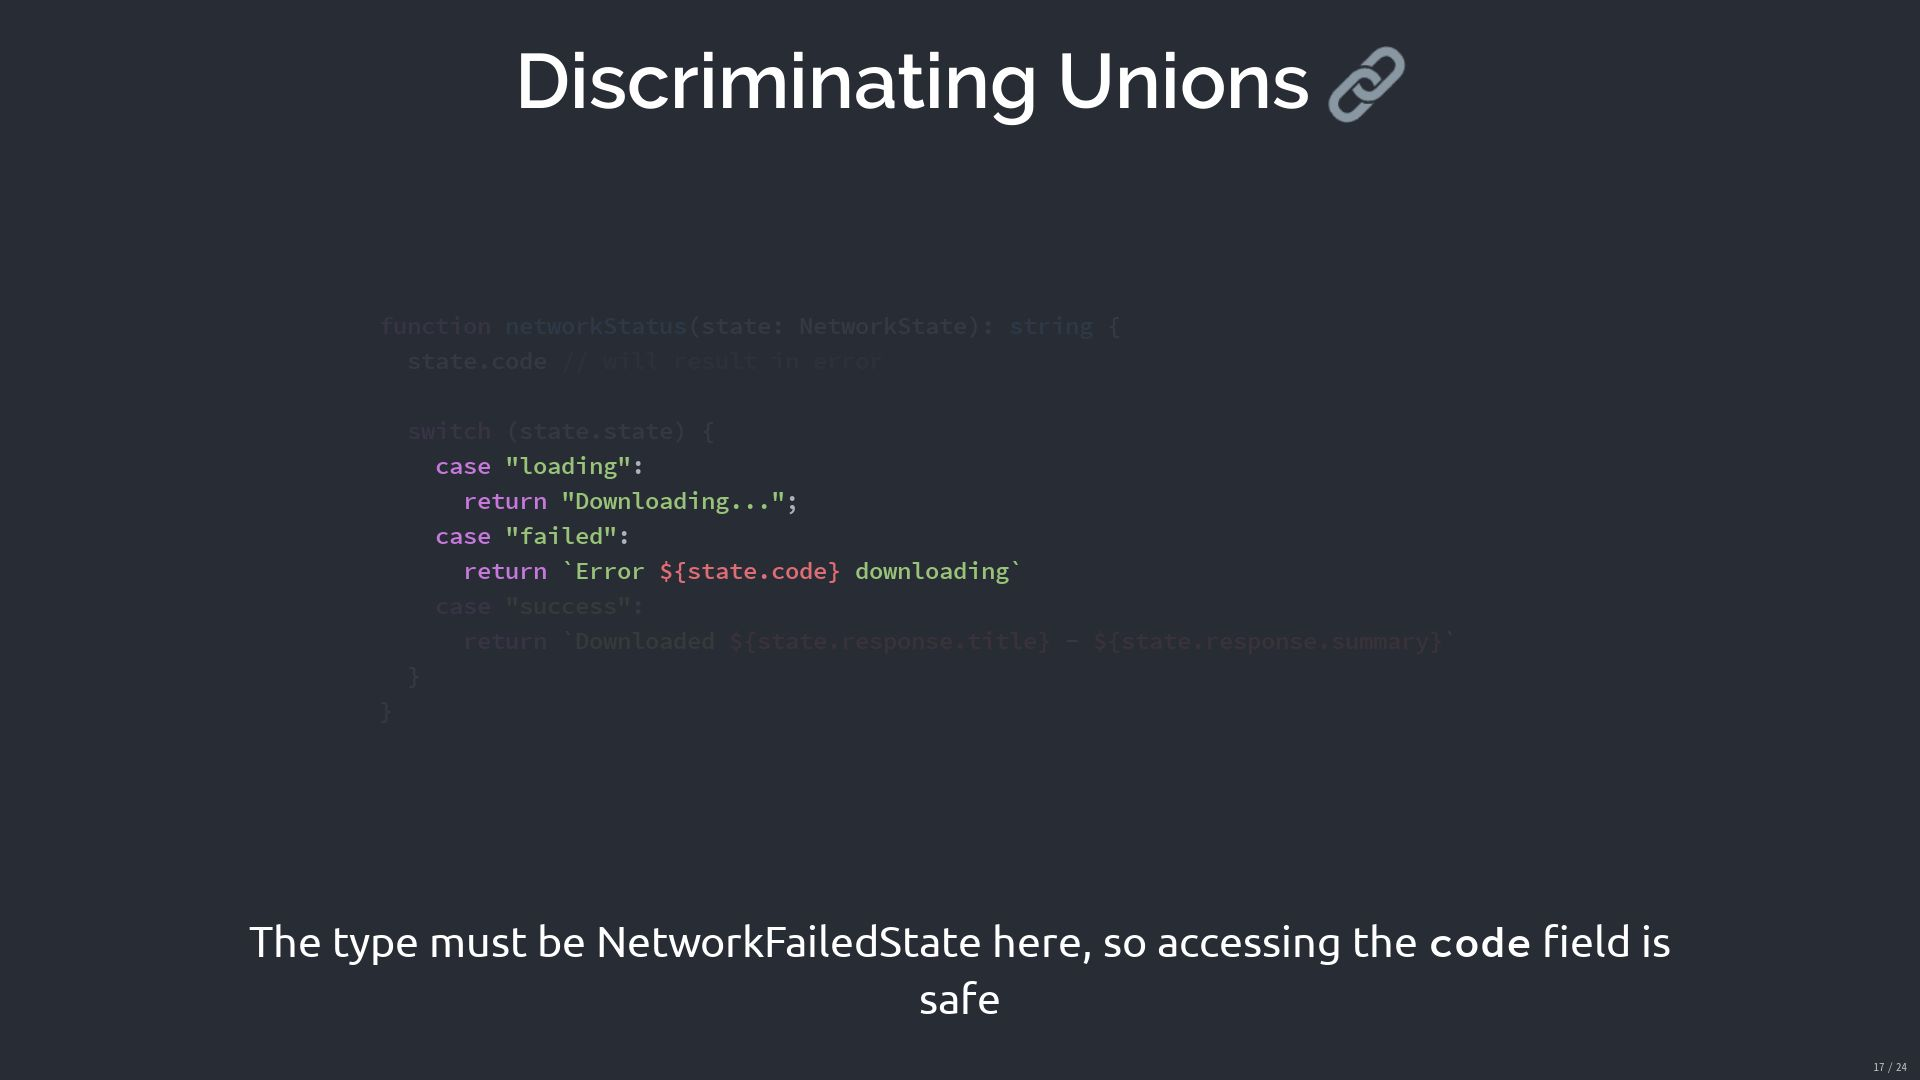 Discriminating Unions 🔗
function networkStatus(state: NetworkState): string {
state.code // will result in error
switch (state.state) {
case "loading":
return "Downloading...";
case "failed":
return `Error ${state.code} downloading`
case "success":
return `Downloaded ${state.response.title} - ${state.response.summary}`
}
}
The type must be NetworkFailedState here, so accessing the code field is
safe
17 / 24